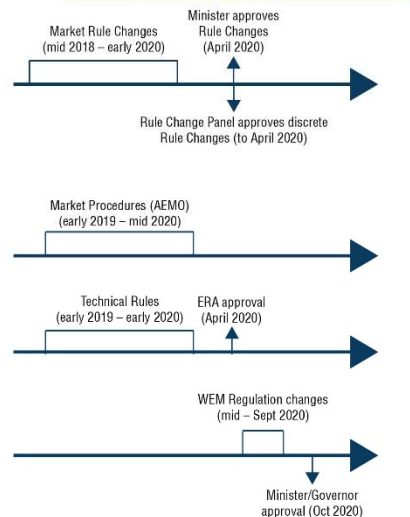 Minister approves
Rule Changes
(April 2020)
Market Rule Changes
(mid 2018 – early 2020)
Rule Change Panel approves discrete
Rule Changes (to April 2020)
Market Procedures (AEMO)
(early 2019 – mid 2020)
Technical Rules
(early 2019 – early 2020)
ERA approval
(April 2020)
WEM Regulation changes
(mid – Sept 2020)
Minister/Governor
approval (Oct 2020)